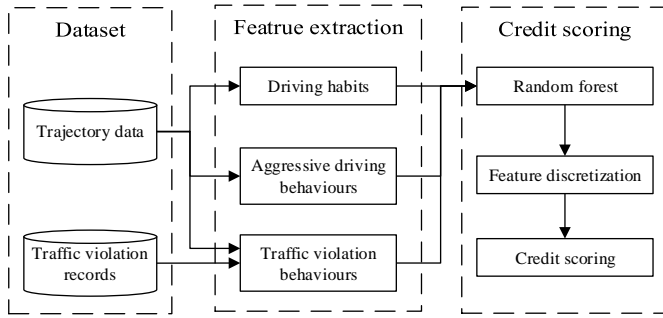 Dataset
Trajectory data
Traffic violation
records
Featrue extraction
Driving habits
Aggressive driving
behaviours
Traffic violation
behaviours
Credit scoring
Random forest
Feature discretization
Credit scoring